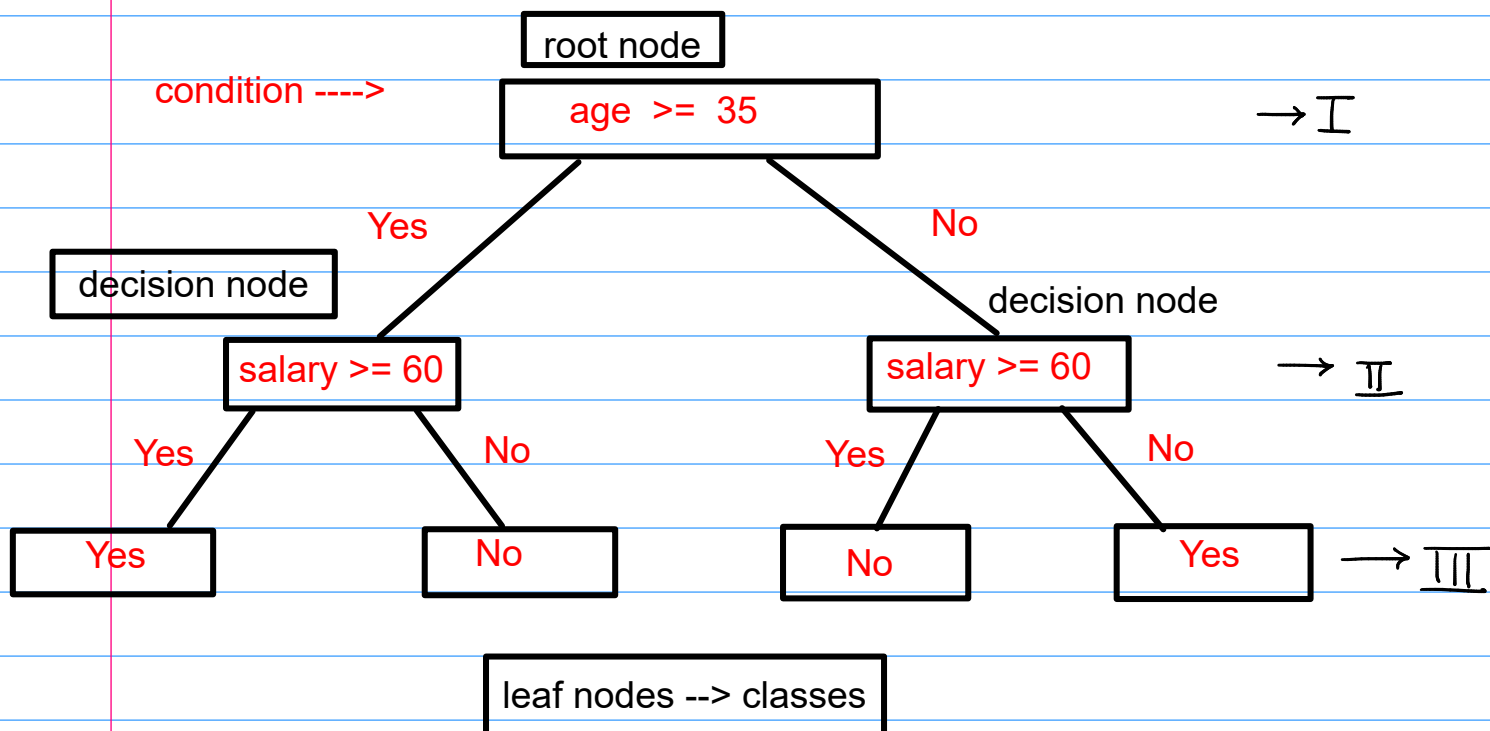 root node
condition ---->
age >= 35
→ I
Yes
No
decision node
decision node
salary >= 60
salary >= 60
→ II
Yes
No
Yes
No
Yes
No
No
Yes
→ III
leaf nodes --> classes